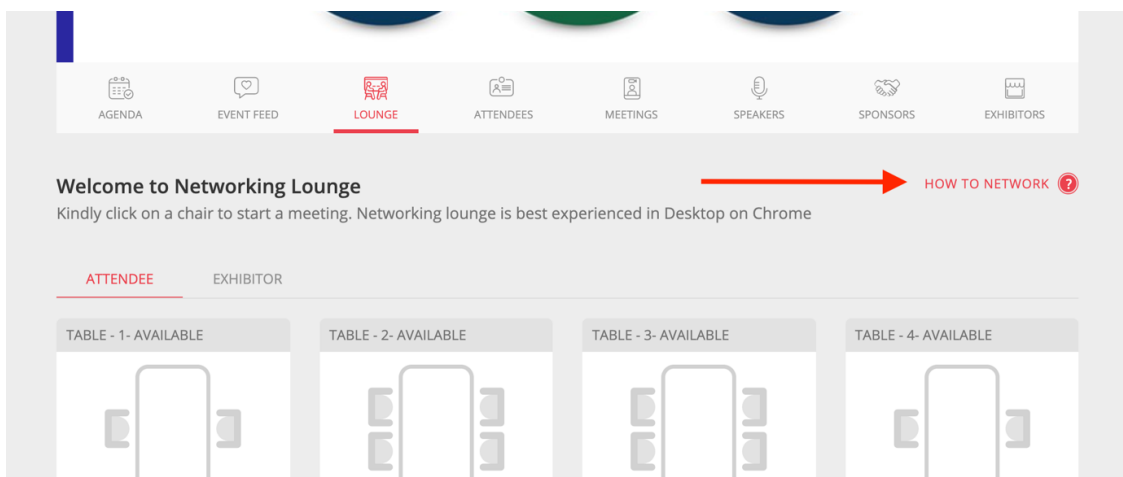 AGENDA
EVENT FEED
LOUNGE
ATTENDEES
MEETINGS
SPEAKERS
SPONSORS
EXHIBITORS
Welcome to Networking Lounge
HOW TO NETWORK ?
Kindly click on a chair to start a meeting. Networking lounge is best experienced in Desktop on Chrome
ATTENDEE
EXHIBITOR
TABLE - 1- AVAILABLE
TABLE - 2- AVAILABLE
TABLE - 3- AVAILABLE
TABLE - 4- AVAILABLE